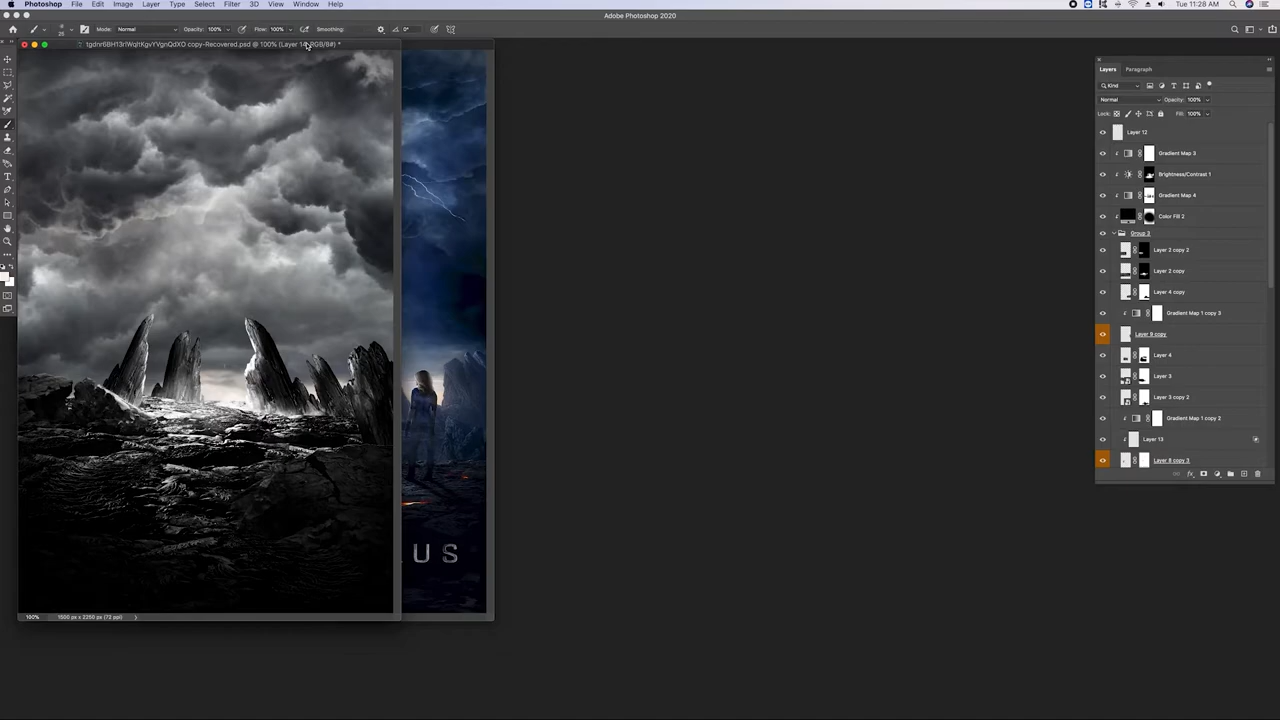 Photoshop File Edit Image Layer Type Select Filter 3D View Window Help
Tue 11:28 AM
Adobe Photoshop 2020
25
Mode: Normal Opacity: 100% Flow: 100% Smoothing: 0°
@ 100% (Layer 14, RGB/8#) *
Layers Paragraph
Kind
Normal Opacity: 100%
Lock: Fill: 100%
Layer 12
Gradient Map 3
Brightness/Contrast 1
Gradient Map 4
Color Fill 2
Group 3
Layer 2 copy 2
Layer 2 copy
Layer 4 copy
Gradient Map 1 copy 3
Layer 9 copy
Layer 4
Layer 3
Layer 3 copy 2
Gradient Map 1 copy 2
Layer 13
Layer 8 copy 3
fx
US
100% 1500 px x 2250 px (72 ppi)